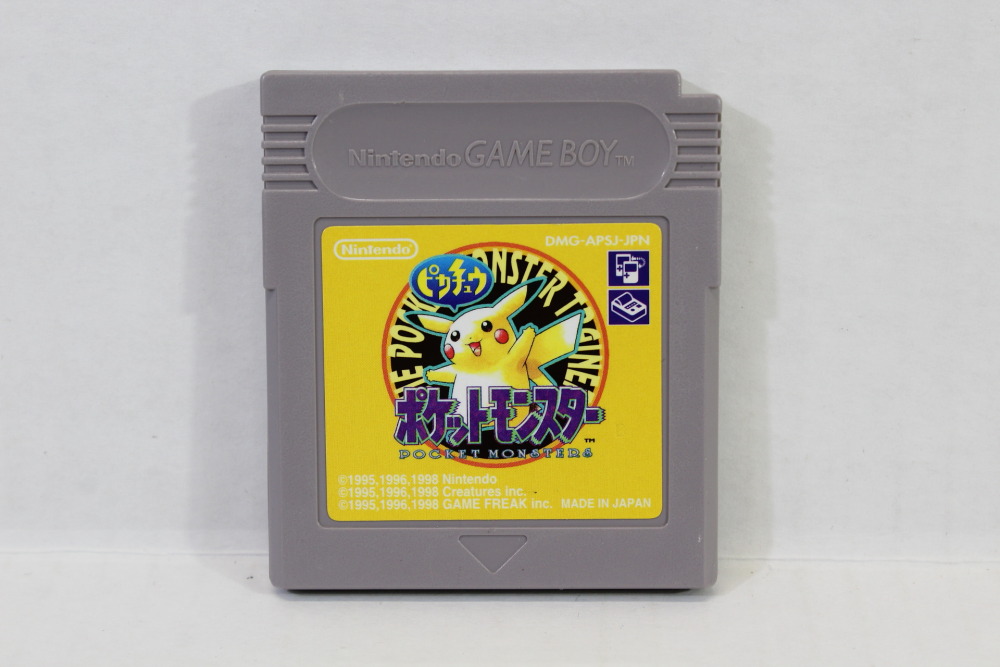 Nintendo GAME BOY™
Nintendo
DMG-APSJ-JPN
ピカチュウ
POCKET MONSTER TRAINER
ポケットモンスター
™
POCKET MONSTERS
©1995,1996,1998 Nintendo
©1995,1996,1998 Creatures inc.
©1995,1996,1998 GAME FREAK inc. MADE IN JAPAN